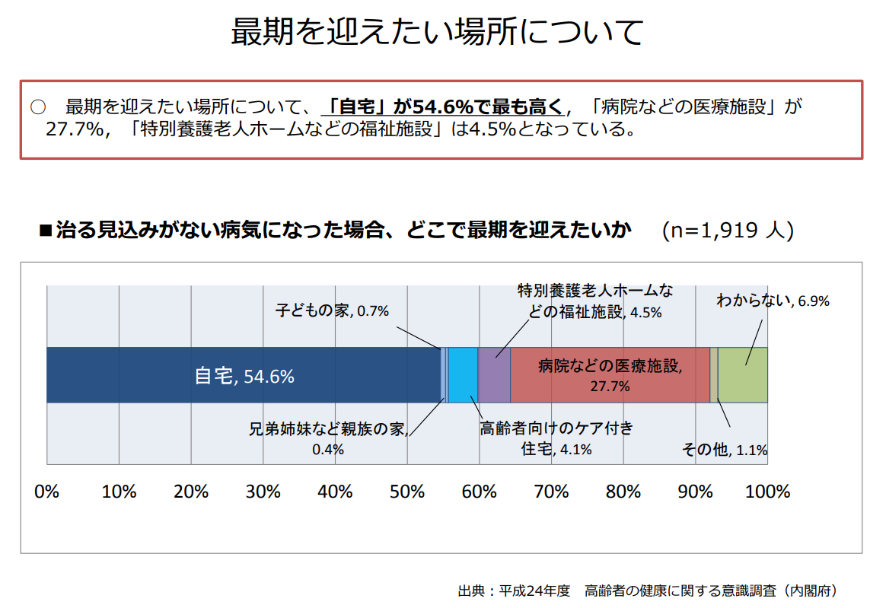 最期を迎えたい場所について
○　最期を迎えたい場所について、「自宅」が54.6%で最も高く，「病院などの医療施設」が
27.7%，「特別養護老人ホームなどの福祉施設」は4.5%となっている。
■治る見込みがない病気になった場合、どこで最期を迎えたいか　(n=1,919 人)
特別養護老人ホームな
どの福祉施設, 4.5%
わからない, 6.9%
子どもの家, 0.7%
自宅, 54.6%
病院などの医療施設,
27.7%
兄弟姉妹など親族の家,
0.4%
高齢者向けのケア付き
住宅, 4.1%
その他, 1.1%
0% 10% 20% 30% 40% 50% 60% 70% 80% 90% 100%
出典：平成24年度　高齢者の健康に関する意識調査（内閣府）